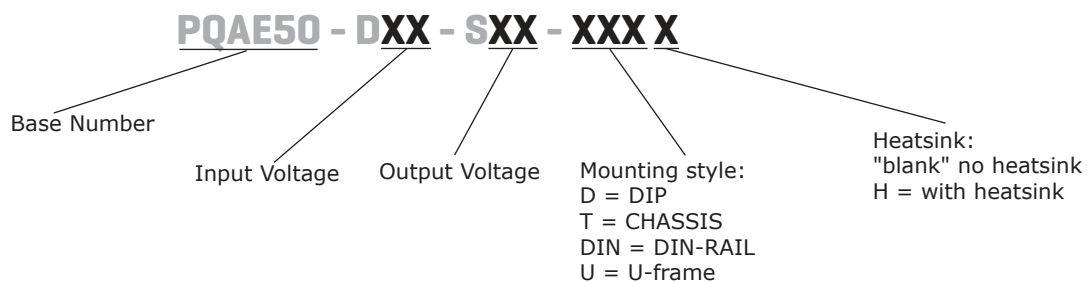 PQAE50 - DXX - SXX - XXX X
Base Number
Input Voltage
Output Voltage
Mounting style:
D = DIP
T = CHASSIS
DIN = DIN-RAIL
U = U-frame
Heatsink:
"blank" no heatsink
H = with heatsink